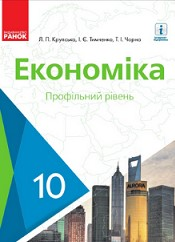 РАНОК
Л. П. Крупська, І. Є. Тимченко, Т. І. Чорна
Економіка
Профільний рівень
10